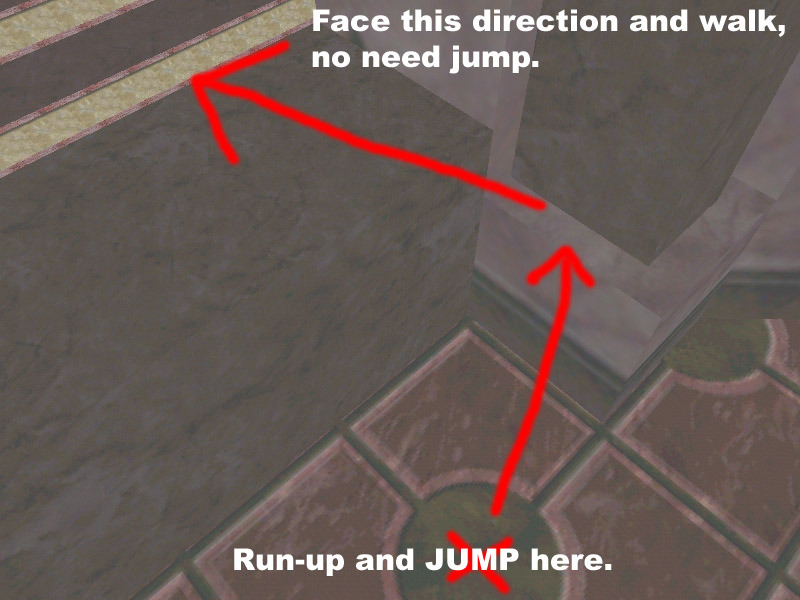 Face this direction and walk,
no need jump.
Run-up and JUMP here.